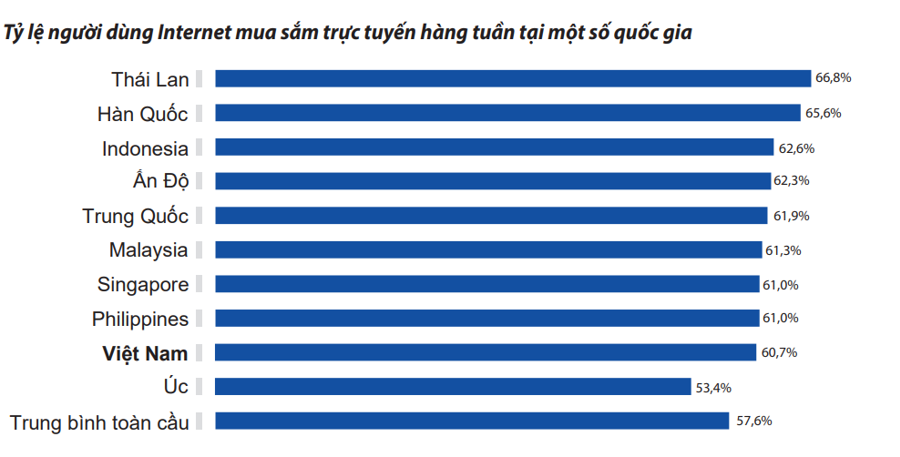 Tỷ lệ người dùng Internet mua sắm trực tuyến hàng tuần tại một số quốc gia
Thái Lan 66,8%
Hàn Quốc 65,6%
Indonesia 62,6%
Ấn Độ 62,3%
Trung Quốc 61,9%
Malaysia 61,3%
Singapore 61,0%
Philippines 61,0%
Việt Nam 60,7%
Úc 53,4%
Trung bình toàn cầu 57,6%